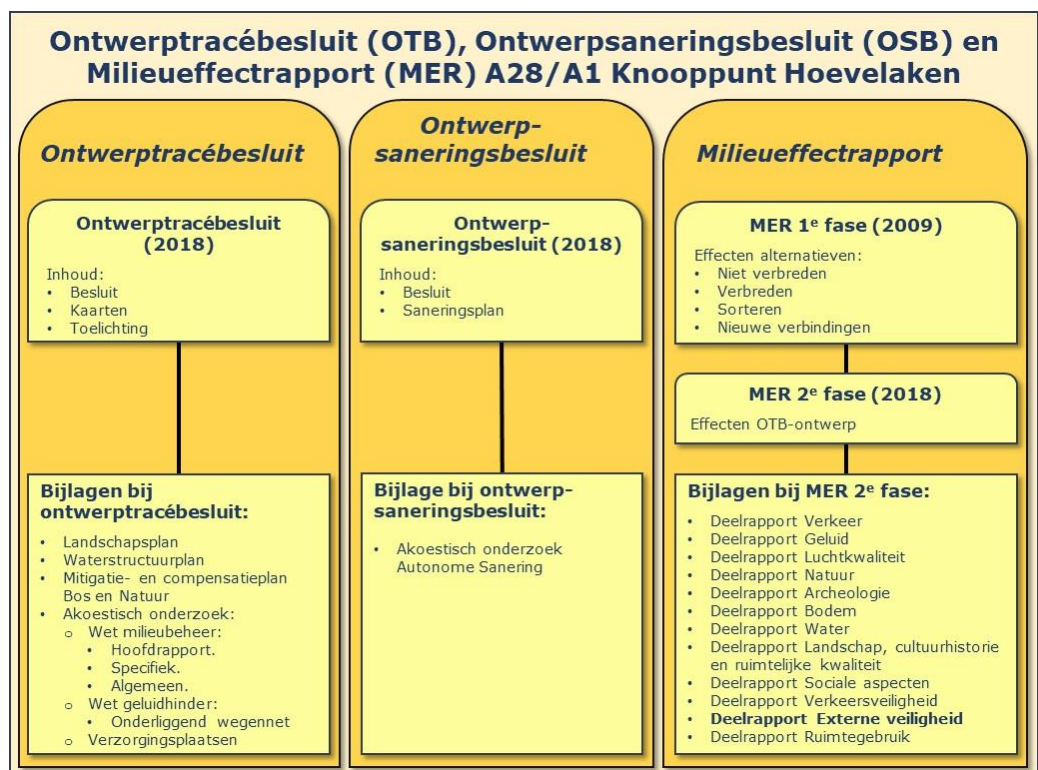 Ontwerptracébesluit (OTB), Ontwerpsaneringsbesluit (OSB) en
Milieueffectrapport (MER) A28/A1 Knooppunt Hoevelaken
Ontwerptracébesluit
Ontwerptracébesluit
(2018)
Inhoud:
• Besluit
• Kaarten
• Toelichting
Bijlagen bij
ontwerptracébesluit:
• Landschapsplan
• Waterstructuurplan
• Mitigatie- en compensatieplan
Bos en Natuur
• Akoestisch onderzoek:
o Wet milieubeheer:
• Hoofdrapport.
• Specifiek.
• Algemeen.
o Wet geluidhinder:
• Onderliggend wegennet
o Verzorgingsplaatsen
Ontwerp-
saneringsbesluit
Ontwerp-
saneringsbesluit (2018)
Inhoud:
• Besluit
• Saneringsplan
Bijlage bij ontwerp-
saneringsbesluit:
• Akoestisch onderzoek
Autonome Sanering
Milieueffectrapport
MER 1e fase (2009)
Effecten alternatieven:
• Niet verbreden
• Verbreden
• Sorteren
• Nieuwe verbindingen
MER 2e fase (2018)
Effecten OTB-ontwerp
Bijlagen bij MER 2e fase:
• Deelrapport Verkeer
• Deelrapport Geluid
• Deelrapport Luchtkwaliteit
• Deelrapport Natuur
• Deelrapport Archeologie
• Deelrapport Bodem
• Deelrapport Water
• Deelrapport Landschap, cultuurhistorie
en ruimtelijke kwaliteit
• Deelrapport Sociale aspecten
• Deelrapport Verkeersveiligheid
• Deelrapport Externe veiligheid
• Deelrapport Ruimtegebruik